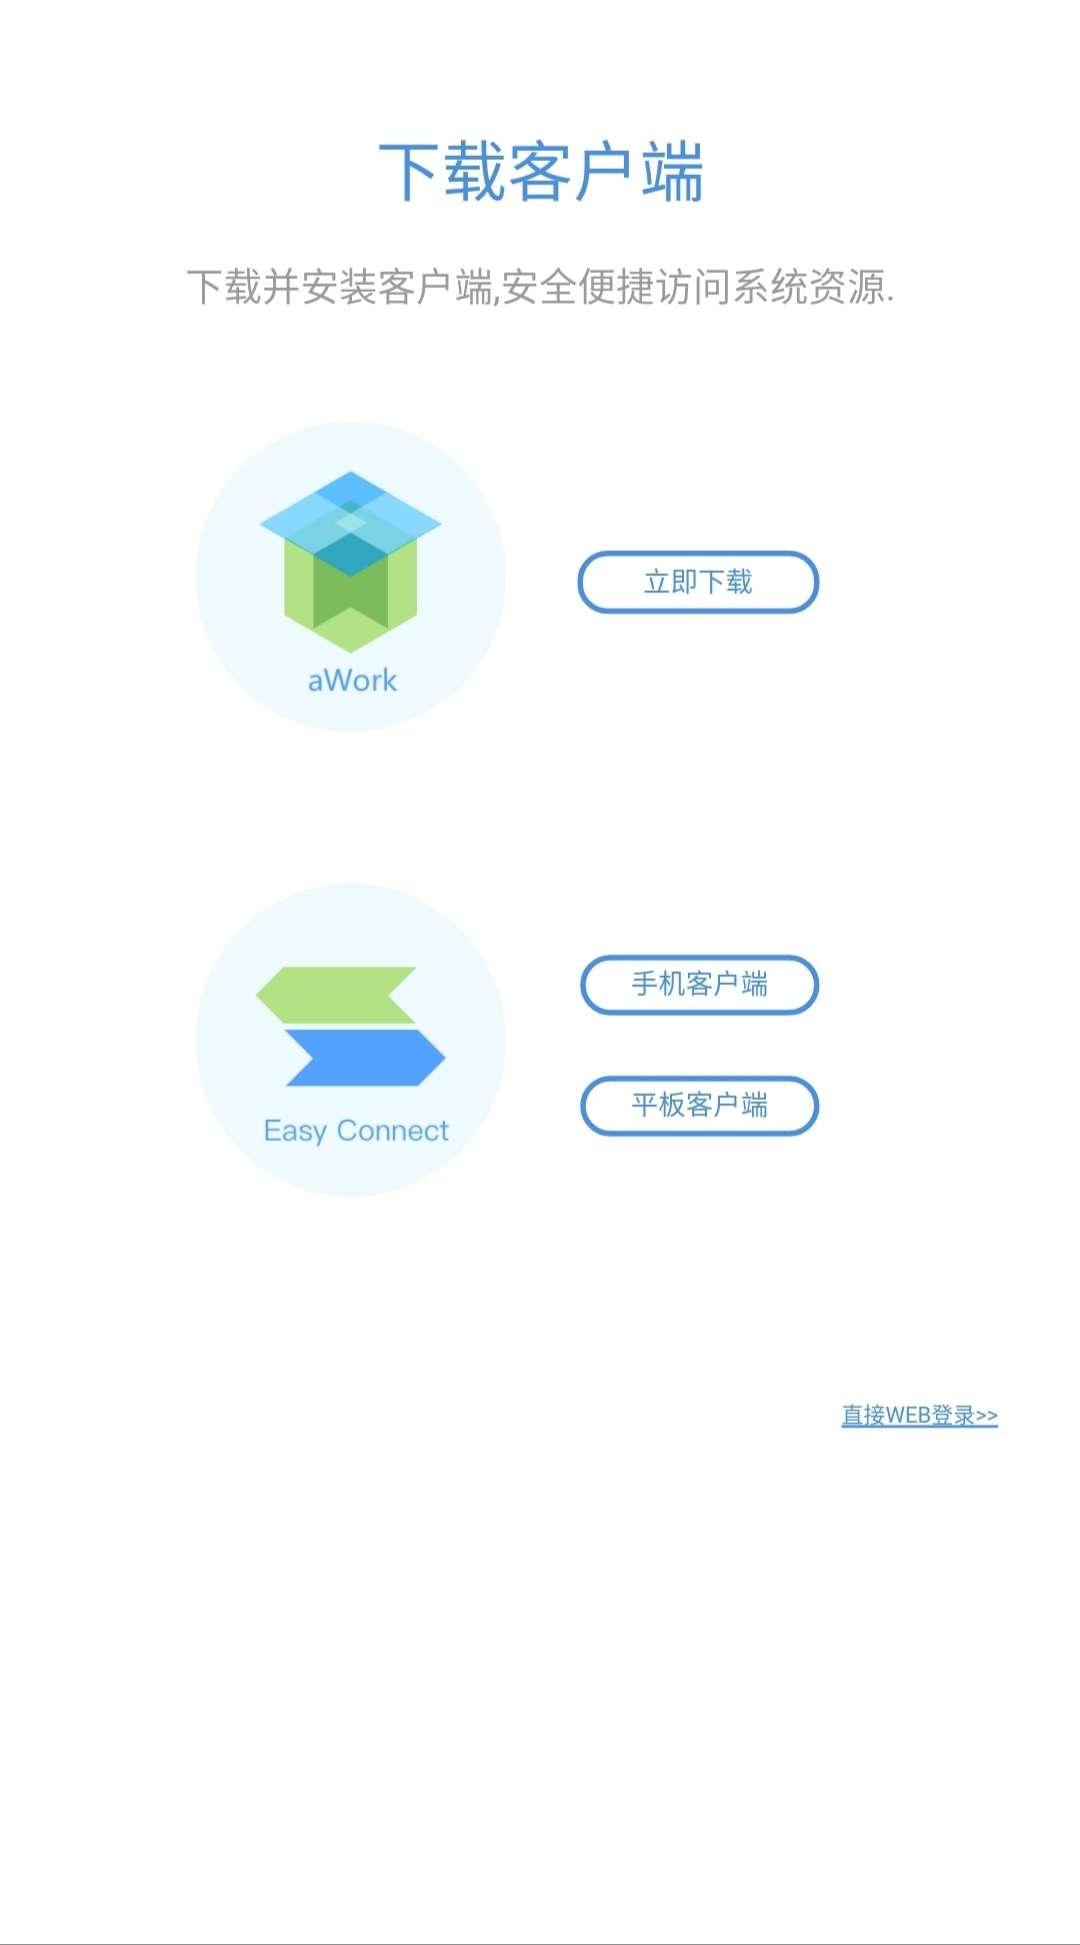 下载客户端
下载并安装客户端,安全便捷访问系统资源.
aWork
立即下载
Easy Connect
手机客户端
平板客户端
直接WEB登录>>